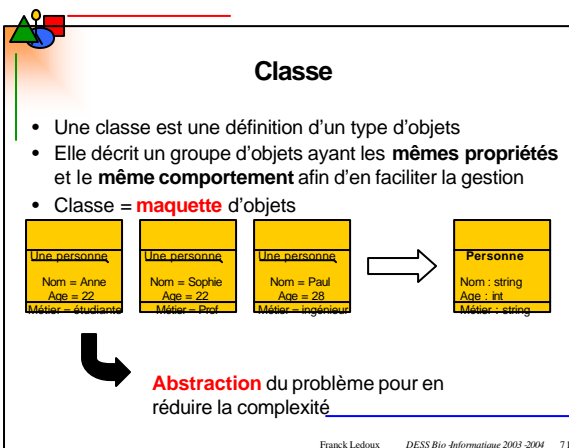 Classe
• Une classe est une définition d'un type d'objets
• Elle décrit un groupe d'objets ayant les mêmes propriétés
et le même comportement afin d'en faciliter la gestion
• Classe = maquette d'objets
Une personne
Nom = Anne
Age = 22
Métier = étudiante
Une personne
Nom = Sophie
Age = 22
Métier = Prof
Une personne
Nom = Paul
Age = 28
Métier = ingénieur
Personne
Nom : string
Age : int
Métier : string
Abstraction du problème pour en
réduire la complexité
Franck Ledoux DESS Bio-Informatique 2003-2004 71